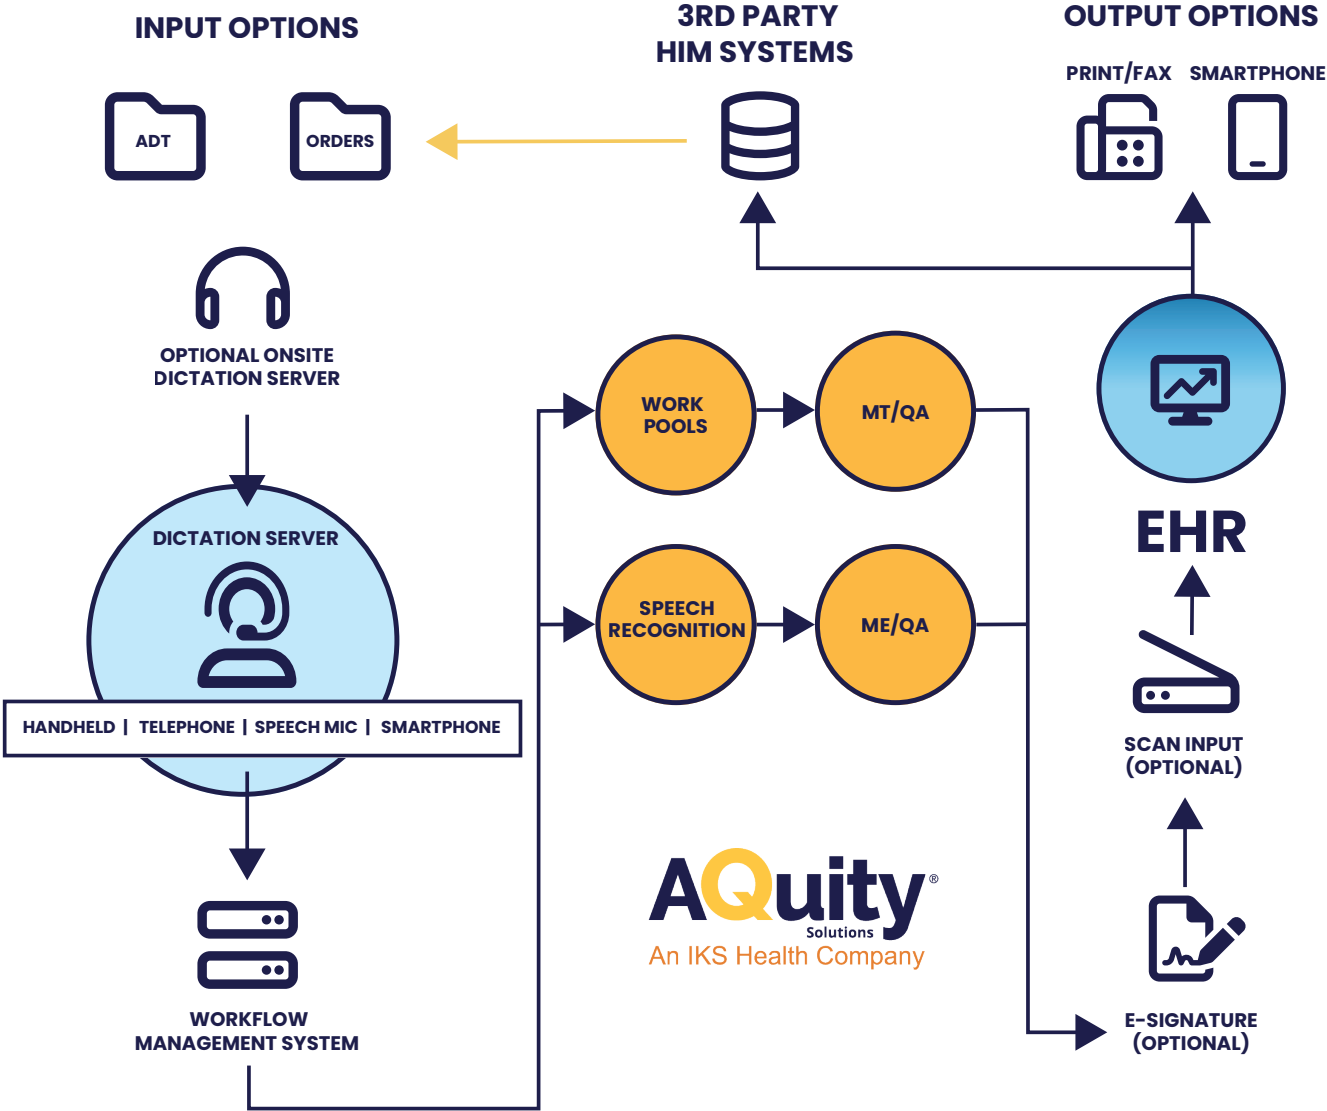 INPUT OPTIONS
3RD PARTY
HIM SYSTEMS
OUTPUT OPTIONS
PRINT/FAX SMARTPHONE
ADT
ORDERS
OPTIONAL ONSITE
DICTATION SERVER
DICTATION SERVER
HANDHELD | TELEPHONE | SPEECH MIC | SMARTPHONE
WORKFLOW
MANAGEMENT SYSTEM
WORK
POOLS
MT/QA
SPEECH
RECOGNITION
ME/QA
EHR
SCAN INPUT
(OPTIONAL)
E-SIGNATURE
(OPTIONAL)
AQuity®
Solutions
An IKS Health Company